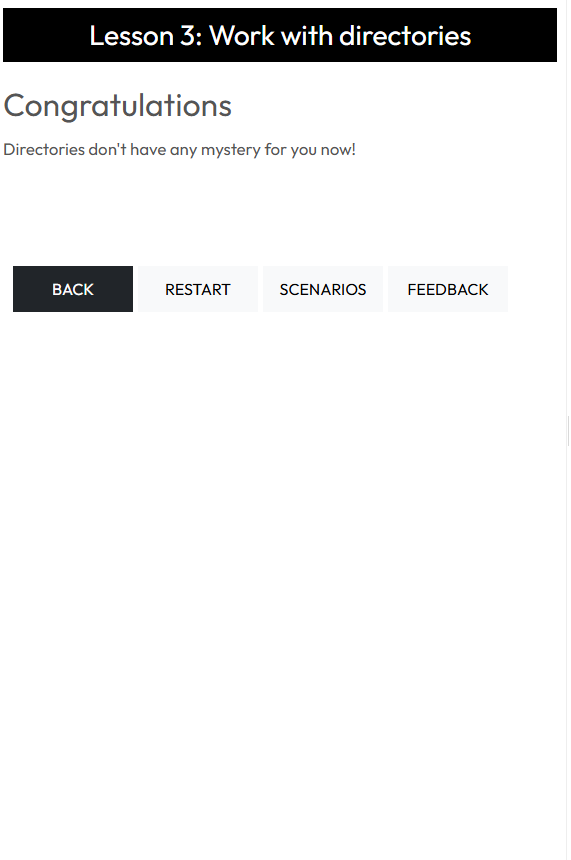 Lesson 3: Work with directories
Congratulations
Directories don't have any mystery for you now!
BACK RESTART SCENARIOS FEEDBACK